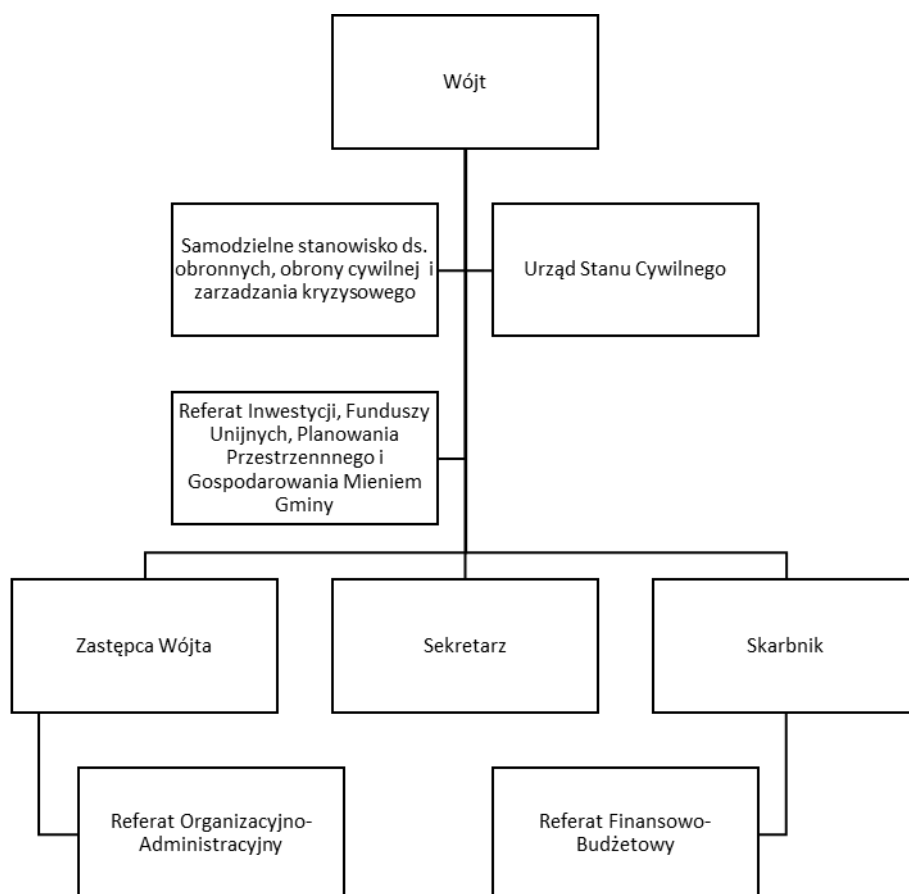 Wójt
Samodzielne stanowisko ds.
obronnych, obrony cywilnej i
zarzadzania kryzysowego
Urząd Stanu Cywilnego
Referat Inwestycji, Funduszy
Unijnych, Planowania
Przestrzennnego i
Gospodarowania Mieniem
Gminy
Zastępca Wójta
Sekretarz
Skarbnik
Referat Organizacyjno-
Administracyjny
Referat Finansowo-
Budżetowy